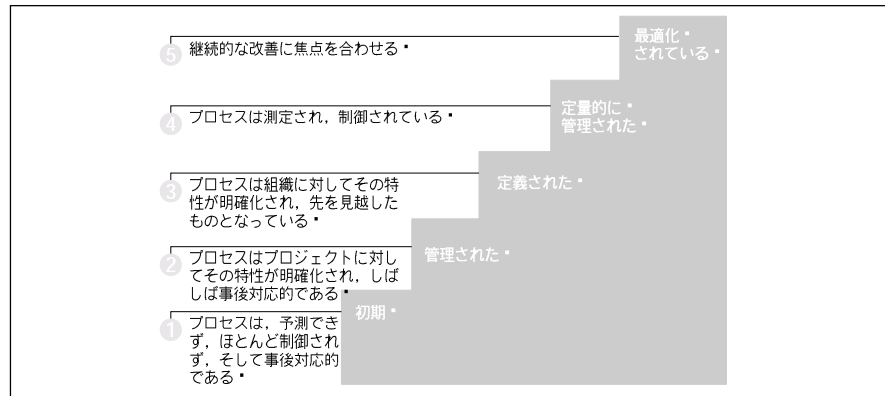 最適化▪
されている▪
5 継続的な改善に焦点を合わせる▪
定量的に▪
管理された▪
4 プロセスは測定され，制御されている▪
定義された▪
3 プロセスは組織に対してその特
性が明確化され，先を見越した
ものとなっている▪
管理された▪
2 プロセスはプロジェクトに対し
てその特性が明確化され，しば
しば事後対応的である▪
初期▪
1 プロセスは，予測でき
ず，ほとんど制御され
ず，そして事後対応的
である▪